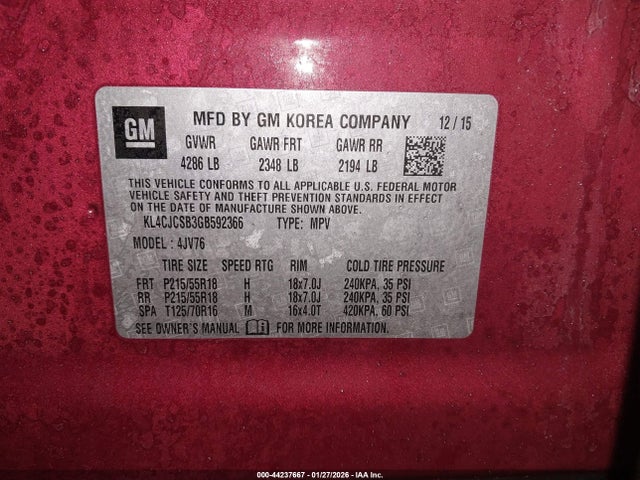 GM
MFD BY GM KOREA COMPANY 12 / 15
GVWR GAWR FRT GAWR RR
4286 LB 2348 LB 2194 LB
THIS VEHICLE CONFORMS TO ALL APPLICABLE U.S. FEDERAL MOTOR
VEHICLE SAFETY AND THEFT PREVENTION STANDARDS IN EFFECT ON
THE DATE OF MANUFACTURE SHOWN ABOVE.
KL4CJCSB3GB592366 TYPE: MPV
MODEL : 4JV76
TIRE SIZE SPEED RTG RIM COLD TIRE PRESSURE
FRT P215/55R18 H 18x7.0J 240KPA, 35 PSI
RR P215/55R18 H 18x7.0J 240KPA, 35 PSI
SPA T125/70R16 M 16x4.0T 420KPA, 60 PSI
SEE OWNER'S MANUAL FOR MORE INFORMATION.
000-44237667 - 01/27/2026 - IAA Inc.